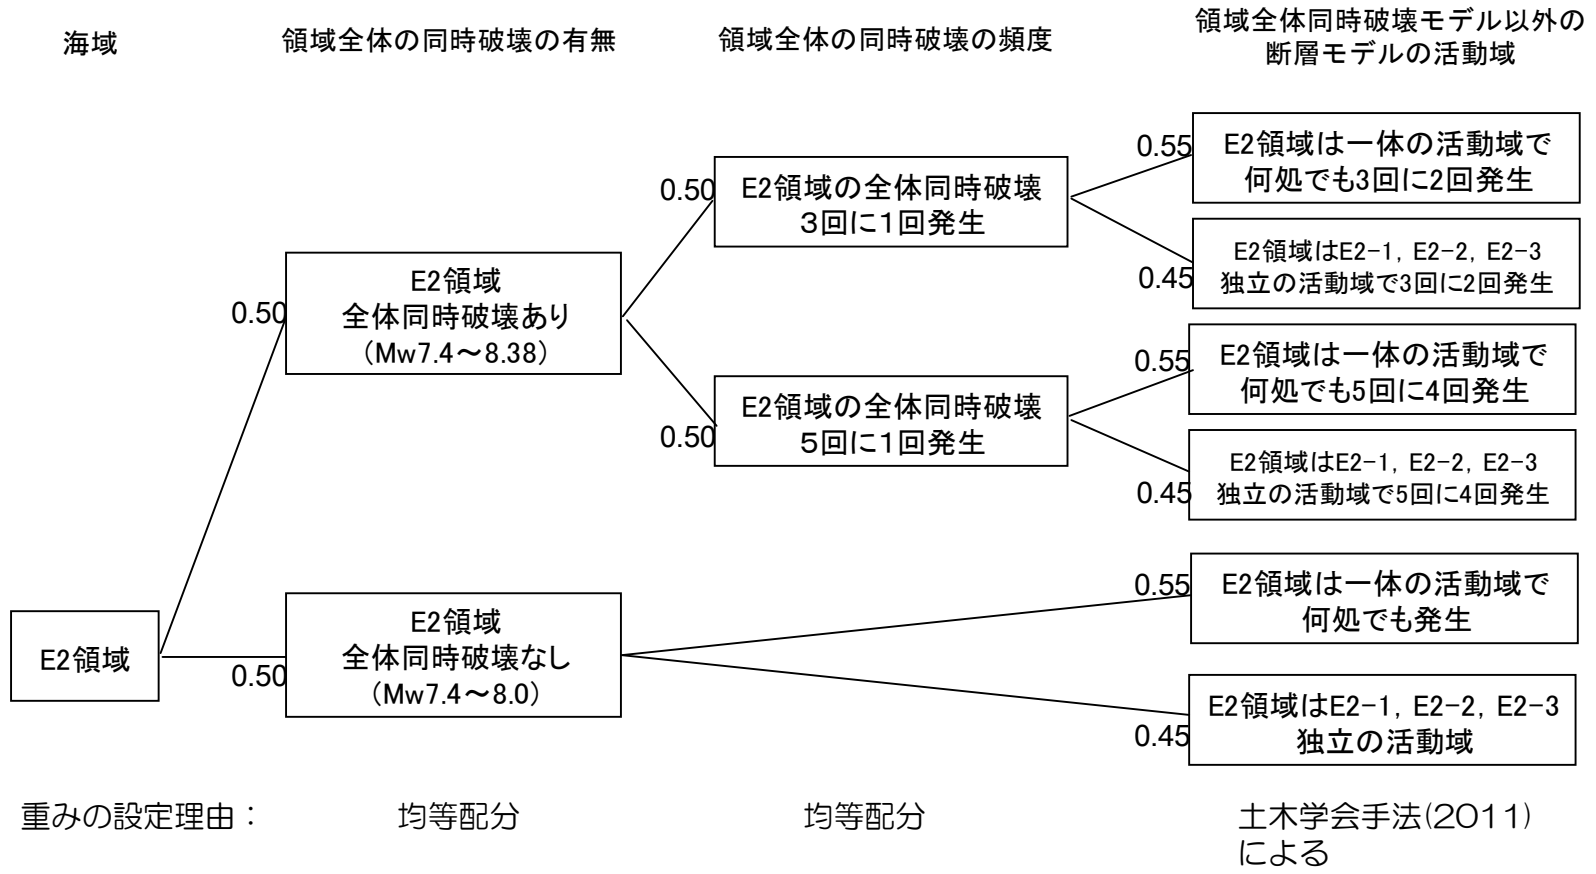 海域
領域全体の同時破壊の有無
領域全体の同時破壊の頻度
領域全体同時破壊モデル以外の
断層モデルの活動域
E2領域
0.50
E2領域
全体同時破壊あり
(Mw7.4～8.38)
0.50
E2領域
全体同時破壊なし
(Mw7.4～8.0)
0.50
E2領域の全体同時破壊
3回に1回発生
0.50
E2領域の全体同時破壊
5回に1回発生
0.55
E2領域は一体の活動域で
何処でも3回に2回発生
0.45
E2領域はE2-1, E2-2, E2-3
独立の活動域で3回に2回発生
0.55
E2領域は一体の活動域で
何処でも5回に4回発生
0.45
E2領域はE2-1, E2-2, E2-3
独立の活動域で5回に4回発生
0.55
E2領域は一体の活動域で
何処でも発生
0.45
E2領域はE2-1, E2-2, E2-3
独立の活動域
重みの設定理由：
均等配分
均等配分
土木学会手法(2011)
による